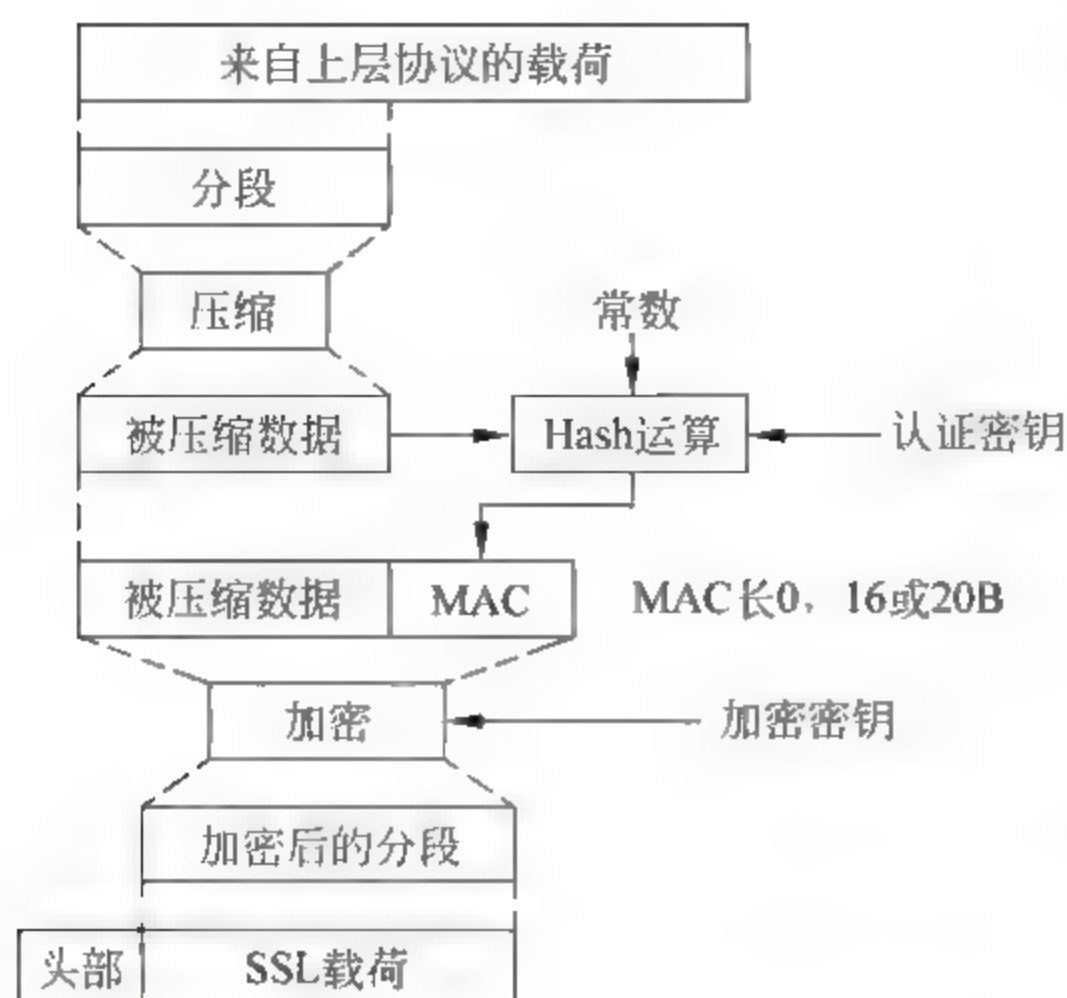 来自上层协议的载荷
分段
压缩
常数
被压缩数据
Hash运算
认证密钥
被压缩数据
MAC
MAC长0，16或20B
加密
加密密钥
加密后的分段
头部
SSL载荷